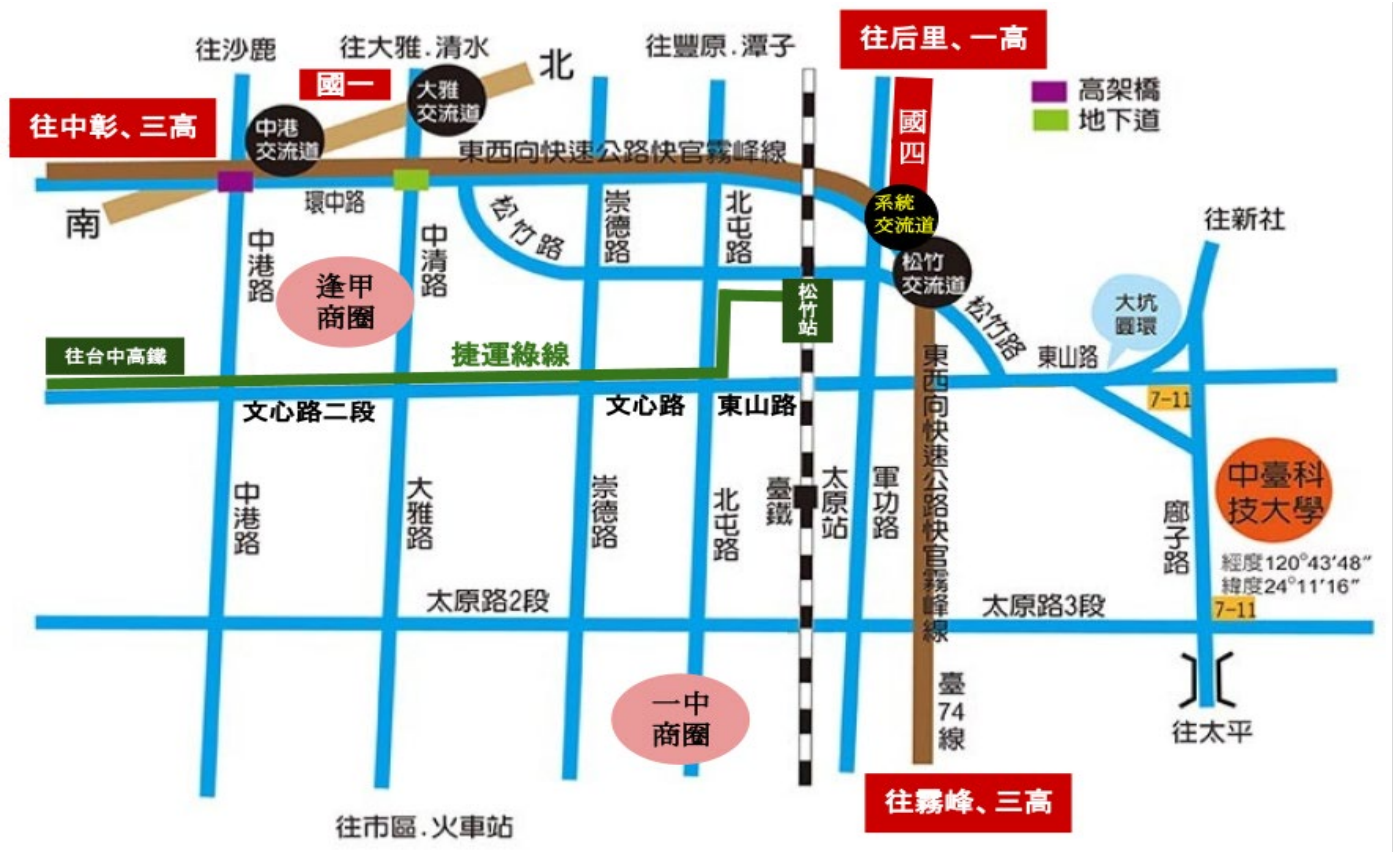 往沙鹿
往大雅.清水
往豐原.潭子
往后里、一高
國一
北
大雅
交流道
往中彰、三高
中港
交流道
東西向快速公路快官霧峰線
國四
高架橋
地下道
南
環中路
松竹路
崇德路
北屯路
系統
交流道
往新社
中港路
逢甲
商圈
中清路
松竹站
松竹
交流道
松竹路
大坑
圓環
往台中高鐵
捷運綠線
東山路
文心路二段
文心路
東山路
7-11
東西向快速公路快官霧峰線
中港路
大雅路
崇德路
北屯路
臺鐵
太原站
軍功路
廍子路
中臺科
技大學
經度120°43'48"
緯度24°11'16"
太原路2段
太原路3段
7-11
一中
商圈
臺74線
往太平
往霧峰、三高
往市區.火車站